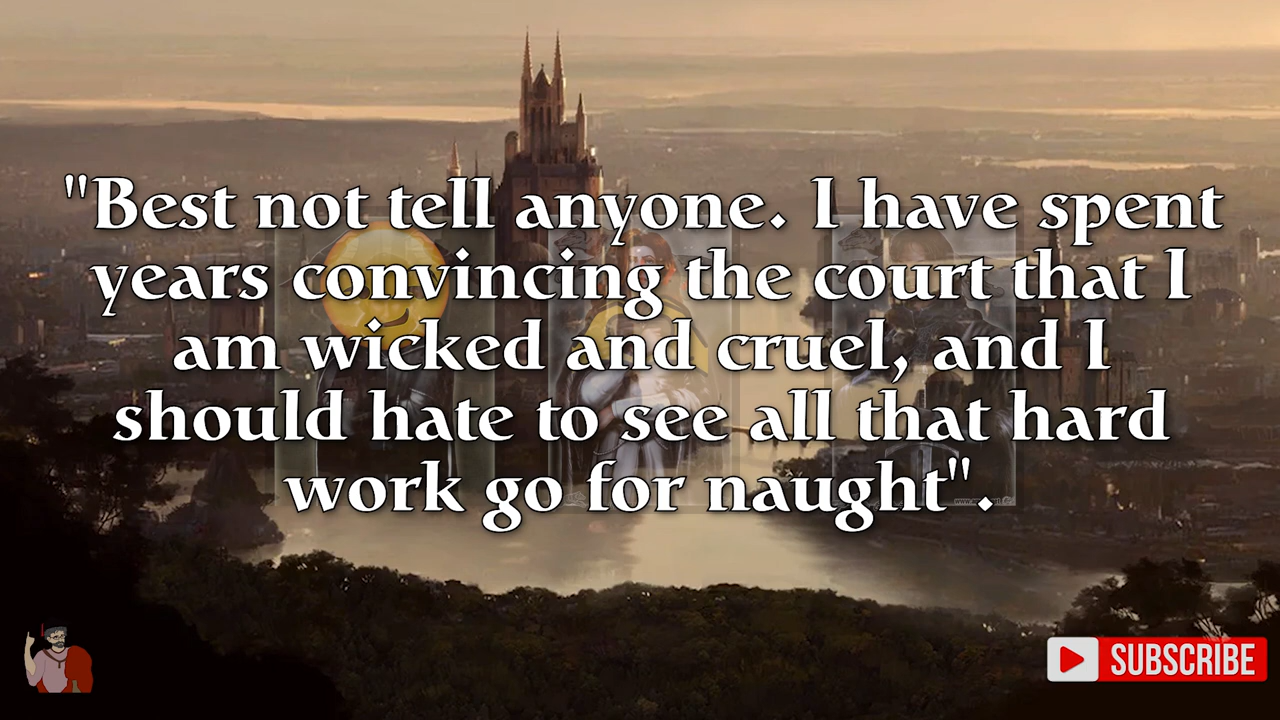 "Best not tell anyone. I have spent
years convincing the court that I
am wicked and cruel, and I
should hate to see all that hard
work go for naught".
SUBSCRIBE